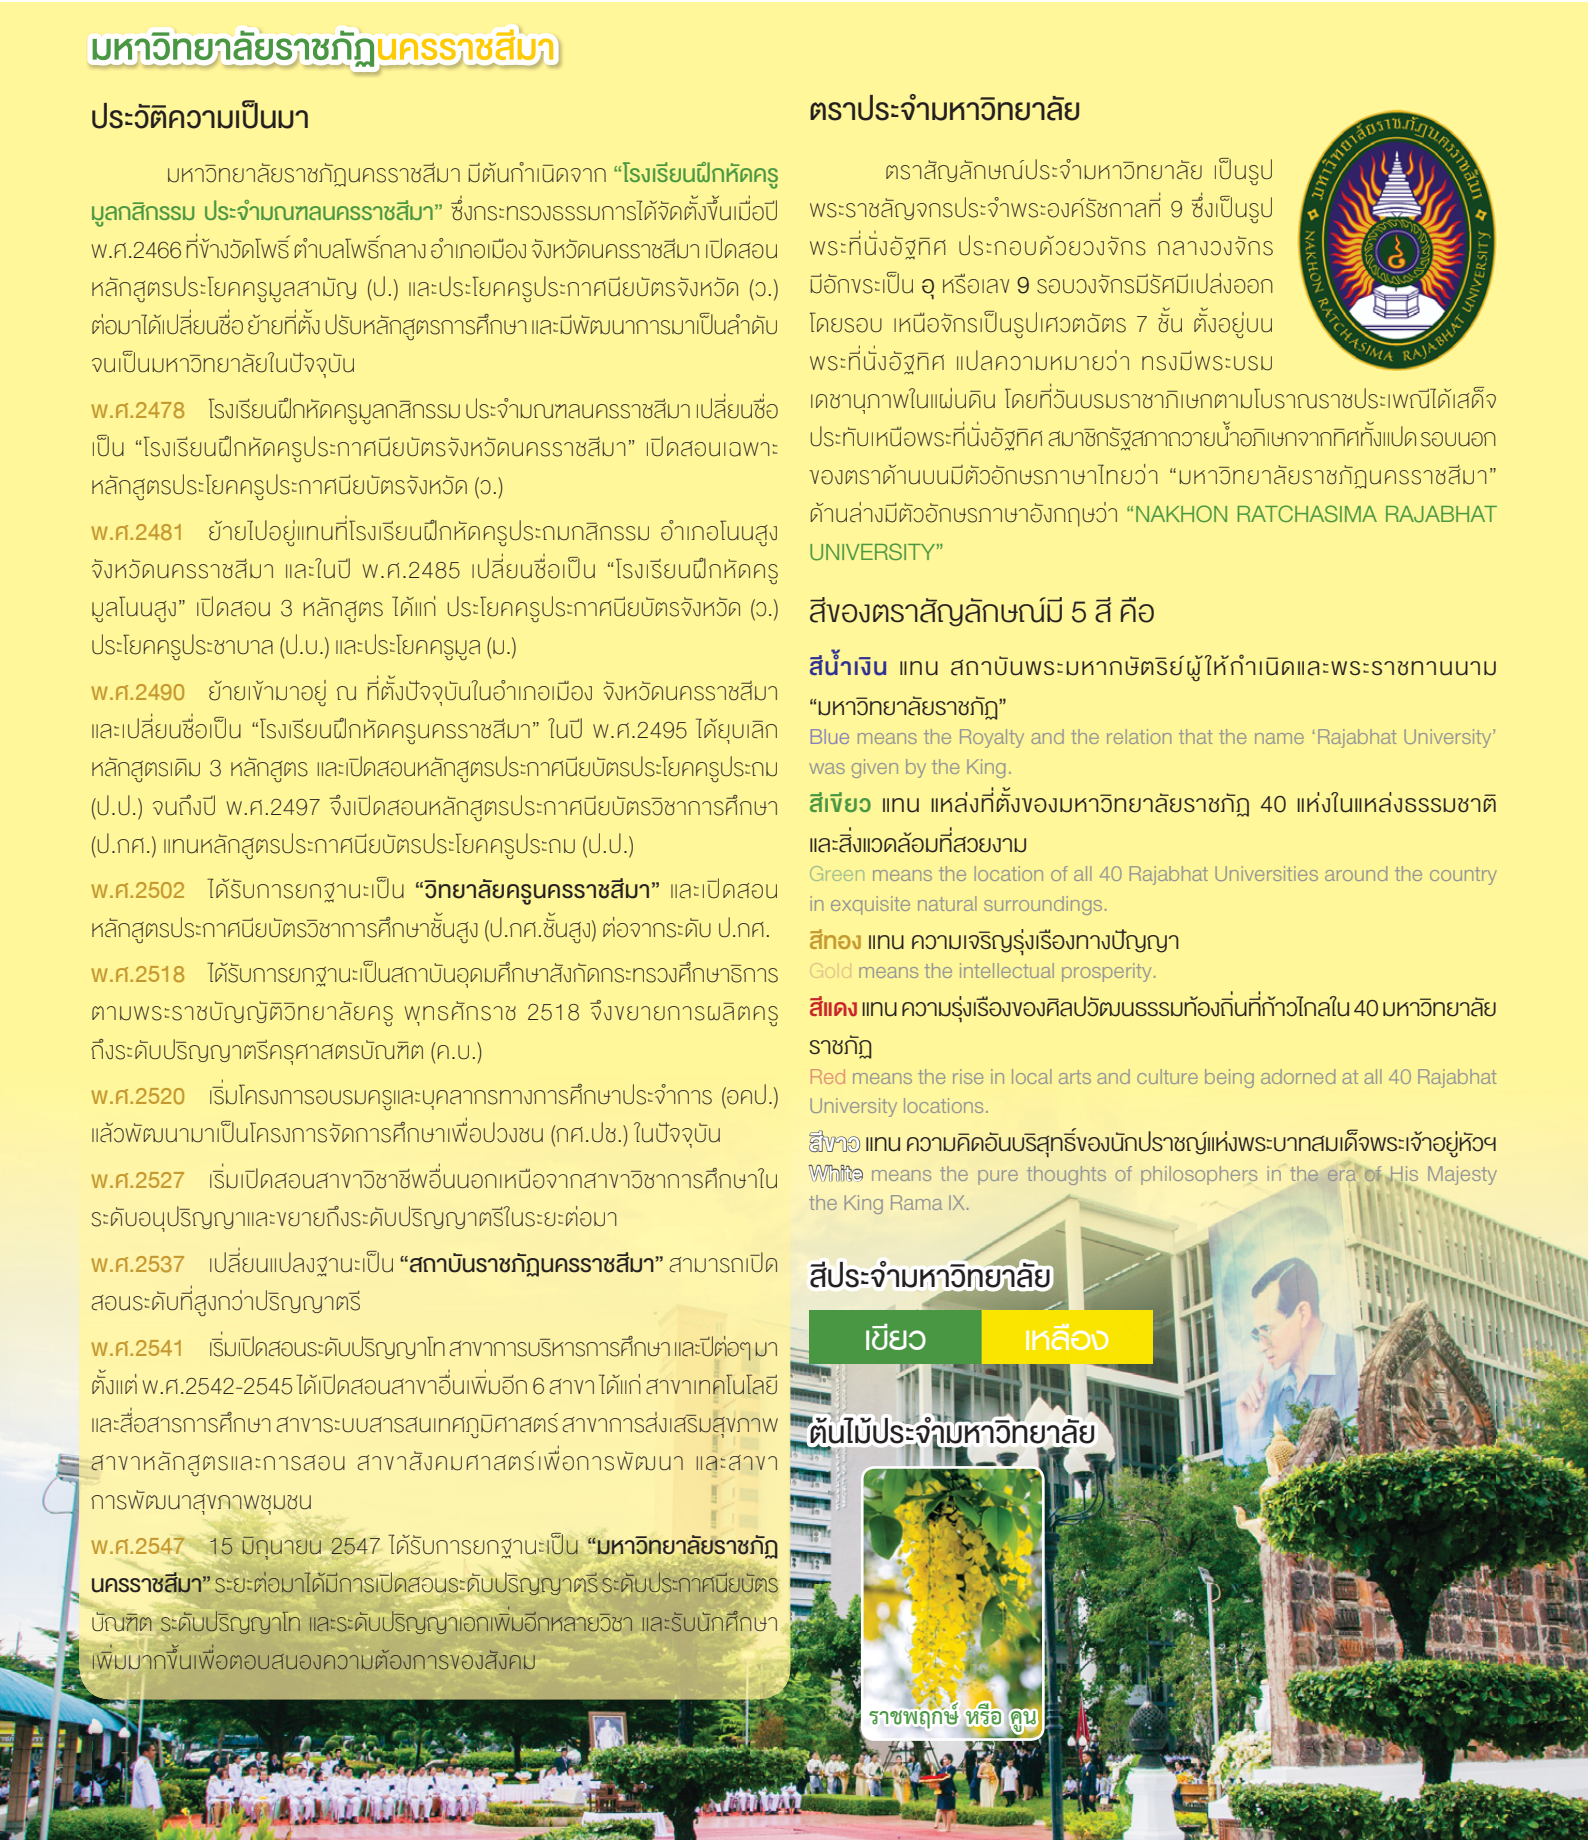 มหาวิทยาลัยราชภัฏนครราชสีมา
ประวัติความเป็นมา
มหาวิทยาลัยราชภัฏนครราชสีมา มีต้นกำเนิดจาก “โรงเรียนฝึกหัดครู
มูลกสิกรรม ประจำมณฑลนครราชสีมา” ซึ่งกระทรวงธรรมการได้จัดตั้งขึ้นเมื่อปี
พ.ศ.2466 ที่ข้างวัดโพธิ์ ตำบลโพธิ์กลาง อำเภอเมือง จังหวัดนครราชสีมา เปิดสอน
หลักสูตรประโยคครูมูลสามัญ (ป.) และประโยคครูประกาศนียบัตรจังหวัด (ว.)
ต่อมาได้เปลี่ยนชื่อ ย้ายที่ตั้ง ปรับหลักสูตรการศึกษา และมีพัฒนาการมาเป็นลำดับ
จนเป็นมหาวิทยาลัยในปัจจุบัน
พ.ศ.2478 โรงเรียนฝึกหัดครูมูลกสิกรรม ประจำมณฑลนครราชสีมา เปลี่ยนชื่อ
เป็น “โรงเรียนฝึกหัดครูประกาศนียบัตรจังหวัดนครราชสีมา” เปิดสอนเฉพาะ
หลักสูตรประโยคครูประกาศนียบัตรจังหวัด (ว.)
พ.ศ.2481 ย้ายไปอยู่แทนที่โรงเรียนฝึกหัดครูประถมกสิกรรม อำเภอโนนสูง
จังหวัดนครราชสีมา และในปี พ.ศ.2485 เปลี่ยนชื่อเป็น “โรงเรียนฝึกหัดครู
มูลโนนสูง” เปิดสอน 3 หลักสูตร ได้แก่ ประโยคครูประกาศนียบัตรจังหวัด (ว.)
ประโยคครูประชาบาล (ป.บ.) และประโยคครูมูล (ม.)
พ.ศ.2490 ย้ายเข้ามาอยู่ ณ ที่ตั้งปัจจุบันในอำเภอเมือง จังหวัดนครราชสีมา
และเปลี่ยนชื่อเป็น “โรงเรียนฝึกหัดครูนครราชสีมา” ในปี พ.ศ.2495 ได้ยุบเลิก
หลักสูตรเดิม 3 หลักสูตร และเปิดสอนหลักสูตรประกาศนียบัตรประโยคครูประถม
(ป.ป.) จนถึงปี พ.ศ.2497 จึงเปิดสอนหลักสูตรประกาศนียบัตรวิชาการศึกษา
(ป.กศ.) แทนหลักสูตรประกาศนียบัตรประโยคครูประถม (ป.ป.)
พ.ศ.2502 ได้รับการยกฐานะเป็น “วิทยาลัยครูนครราชสีมา” และเปิดสอน
หลักสูตรประกาศนียบัตรวิชาการศึกษาชั้นสูง (ป.กศ.ชั้นสูง) ต่อจากระดับ ป.กศ.
พ.ศ.2518 ได้รับการยกฐานะเป็นสถาบันอุดมศึกษาสังกัดกระทรวงศึกษาธิการ
ตามพระราชบัญญัติวิทยาลัยครู พุทธศักราช 2518 จึงขยายการผลิตครู
ถึงระดับปริญญาตรีครุศาสตรบัณฑิต (ค.บ.)
พ.ศ.2520 เริ่มโครงการอบรมครูและบุคลากรทางการศึกษาประจำการ (อคป.)
แล้วพัฒนามาเป็นโครงการจัดการศึกษาเพื่อปวงชน (กศ.ปช.) ในปัจจุบัน
พ.ศ.2527 เริ่มเปิดสอนสาขาวิชาชีพอื่นนอกเหนือจากสาขาวิชาการศึกษาใน
ระดับอนุปริญญาและขยายถึงระดับปริญญาตรีในระยะต่อมา
พ.ศ.2537 เปลี่ยนแปลงฐานะเป็น “สถาบันราชภัฏนครราชสีมา” สามารถเปิด
สอนระดับที่สูงกว่าปริญญาตรี
พ.ศ.2541 เริ่มเปิดสอนระดับปริญญาโท สาขาการบริหารการศึกษา และปีต่อๆ มา
ตั้งแต่ พ.ศ.2542-2545 ได้เปิดสอนสาขาอื่นเพิ่มอีก 6 สาขา ได้แก่ สาขาเทคโนโลยี
และสื่อสารการศึกษา สาขาระบบสารสนเทศภูมิศาสตร์ สาขาการส่งเสริมสุขภาพ
สาขาหลักสูตรและการสอน สาขาสังคมศาสตร์เพื่อการพัฒนา และสาขา
การพัฒนาสุขภาพชุมชน
พ.ศ.2547 15 มิถุนายน 2547 ได้รับการยกฐานะเป็น “มหาวิทยาลัยราชภัฏ
นครราชสีมา” ระยะต่อมาได้มีการเปิดสอนระดับปริญญาตรี ระดับประกาศนียบัตร
บัณฑิต ระดับปริญญาโท และระดับปริญญาเอกเพิ่มอีกหลายวิชา และรับนักศึกษา
เพิ่มมากขึ้นเพื่อตอบสนองความต้องการของสังคม
ตราประจำมหาวิทยาลัย
ตราสัญลักษณ์ประจำมหาวิทยาลัย เป็นรูป
พระราชลัญจกรประจำพระองค์รัชกาลที่ 9 ซึ่งเป็นรูป
พระที่นั่งอัฐทิศ ประกอบด้วยวงจักร กลางวงจักร
มีอักขระเป็น อุ หรือเลข 9 รอบวงจักรมีรัศมีเปล่งออก
โดยรอบ เหนือจักรเป็นรูปเศวตฉัตร 7 ชั้น ตั้งอยู่บน
พระที่นั่งอัฐทิศ แปลความหมายว่า ทรงมีพระบรม
เดชานุภาพในแผ่นดิน โดยที่วันบรมราชาภิเษกตามโบราณราชประเพณีได้เสด็จ
ประทับเหนือพระที่นั่งอัฐทิศ สมาชิกรัฐสภาถวายน้ำอภิเษกจากทิศทั้งแปด รอบนอก
ของตราด้านบนมีตัวอักษรภาษาไทยว่า “มหาวิทยาลัยราชภัฏนครราชสีมา”
ด้านล่างมีตัวอักษรภาษาอังกฤษว่า “NAKHON RATCHASIMA RAJABHAT
UNIVERSITY”
มหาวิทยาลัยราชภัฏนครราชสีมา
NAKHON RATCHASIMA RAJABHAT UNIVERSITY
สีของตราสัญลักษณ์มี 5 สี คือ
สีน้ำเงิน แทน สถาบันพระมหากษัตริย์ผู้ให้กำเนิดและพระราชทานนาม
“มหาวิทยาลัยราชภัฏ”
Blue means the Royalty and the relation that the name ‘Rajabhat University’
was given by the King.
สีเขียว แทน แหล่งที่ตั้งของมหาวิทยาลัยราชภัฏ 40 แห่งในแหล่งธรรมชาติ
และสิ่งแวดล้อมที่สวยงาม
Green means the location of all 40 Rajabhat Universities around the country
in exquisite natural surroundings.
สีทอง แทน ความเจริญรุ่งเรืองทางปัญญา
Gold means the intellectual prosperity.
สีแดง แทน ความรุ่งเรืองของศิลปวัฒนธรรมท้องถิ่นที่ก้าวไกลใน 40 มหาวิทยาลัย
ราชภัฏ
Red means the rise in local arts and culture being adorned at all 40 Rajabhat
University locations.
สีขาว แทน ความคิดอันบริสุทธิ์ของนักปราชญ์แห่งพระบาทสมเด็จพระเจ้าอยู่หัวฯ
White means the pure thoughts of philosophers in the era of His Majesty
the King Rama IX.
สีประจำมหาวิทยาลัย
เขียว เหลือง
ต้นไม้ประจำมหาวิทยาลัย
ราชพฤกษ์ หรือ คูน